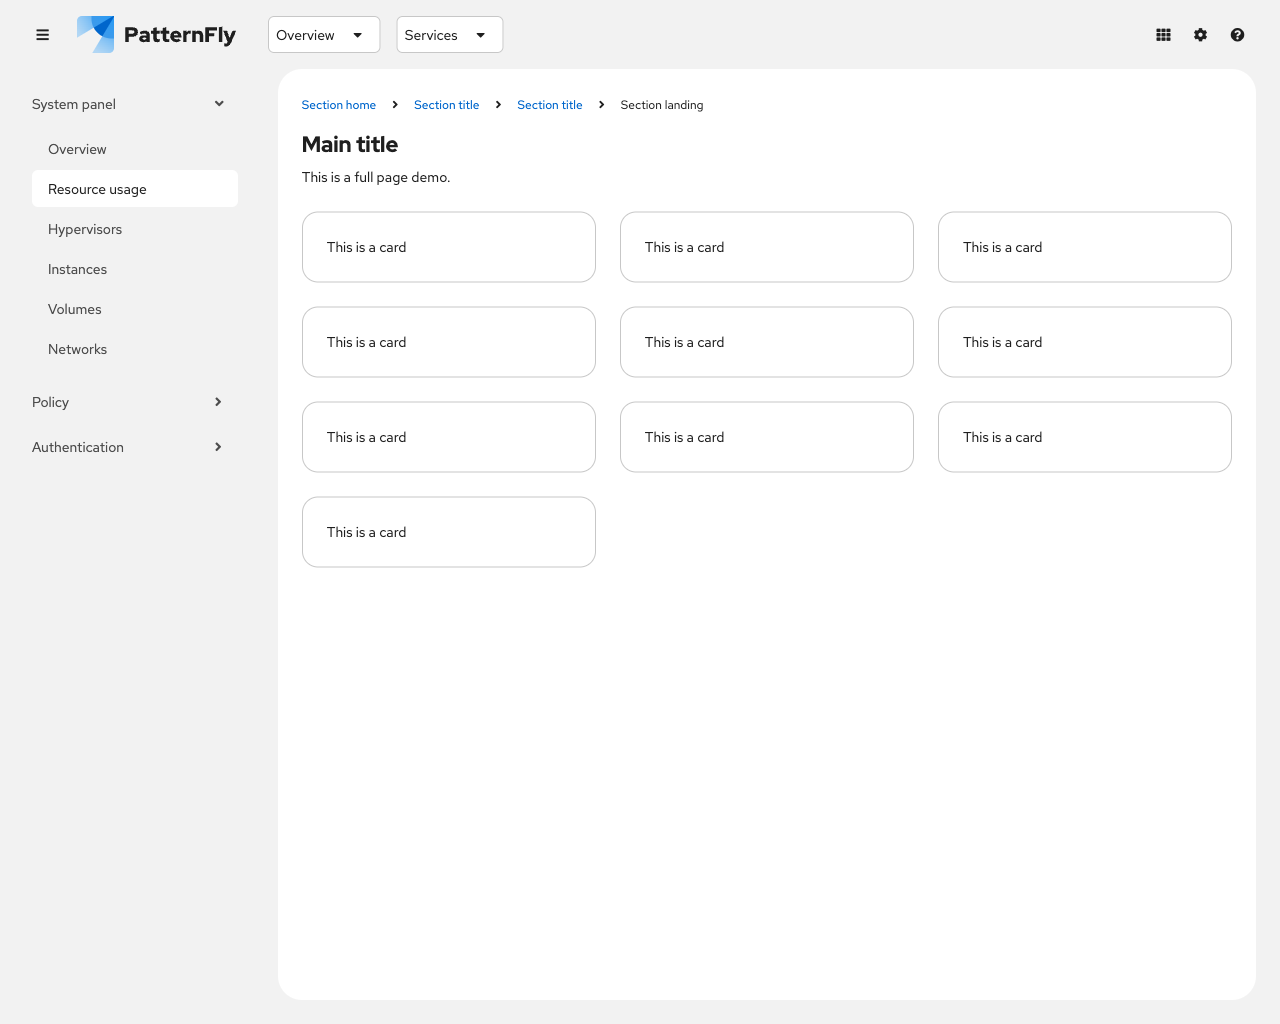 PatternFly
Overview
Services
System panel
Overview
Resource usage
Hypervisors
Instances
Volumes
Networks
Policy
Authentication
Section home
Section title
Section title
Section landing
Main title
This is a full page demo.
This is a card
This is a card
This is a card
This is a card
This is a card
This is a card
This is a card
This is a card
This is a card
This is a card